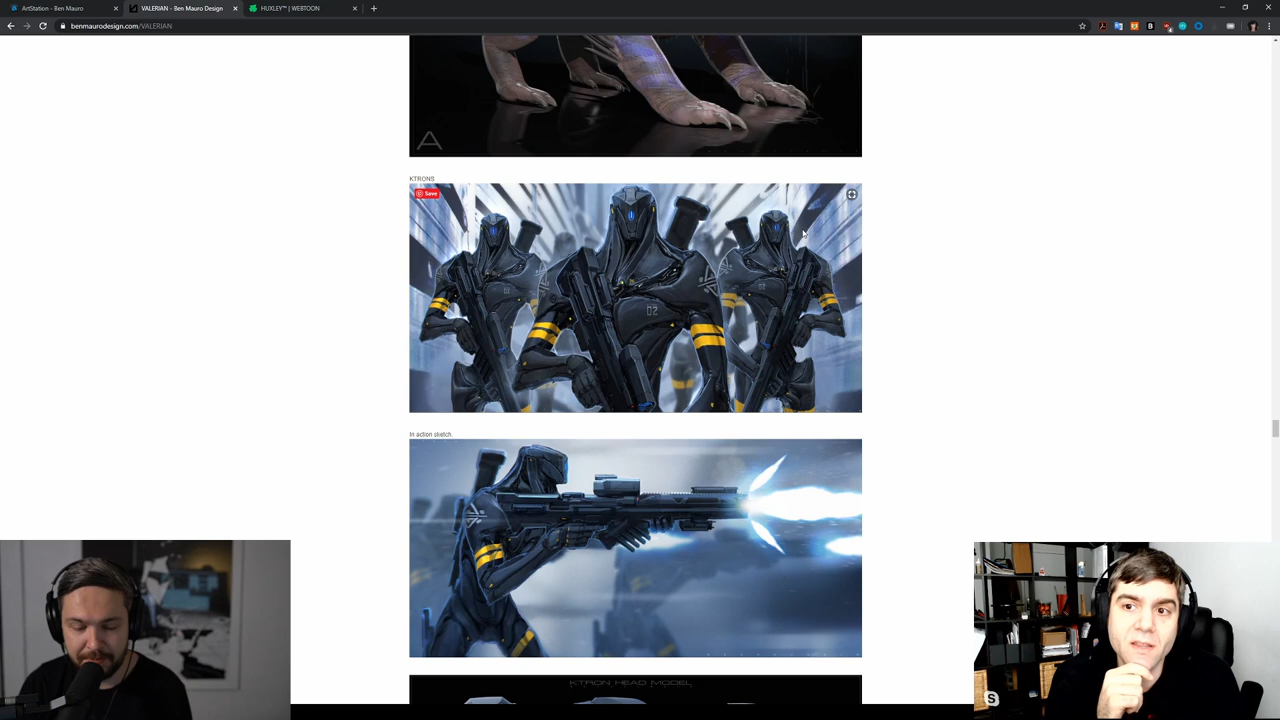 ArtStation - Ben Mauro
VALERIAN - Ben Mauro Design
HUXLEY™ | WEBTOON
benmaurodesign.com/VALERIAN
A
KTRONS
Save
02
In action sketch.
KTRON HEAD MODEL
S